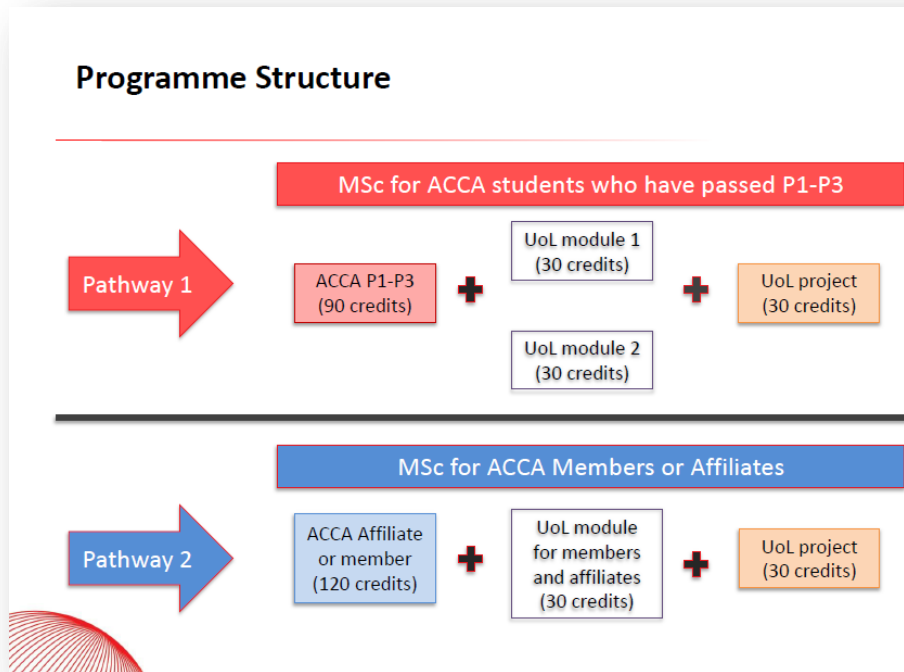 Programme Structure
MSc for ACCA students who have passed P1-P3
Pathway 1
ACCA P1-P3
(90 credits)
UoL module 1
(30 credits)
UoL module 2
(30 credits)
UoL project
(30 credits)
MSc for ACCA Members or Affiliates
Pathway 2
ACCA Affiliate
or member
(120 credits)
UoL module
for members
and affiliates
(30 credits)
UoL project
(30 credits)